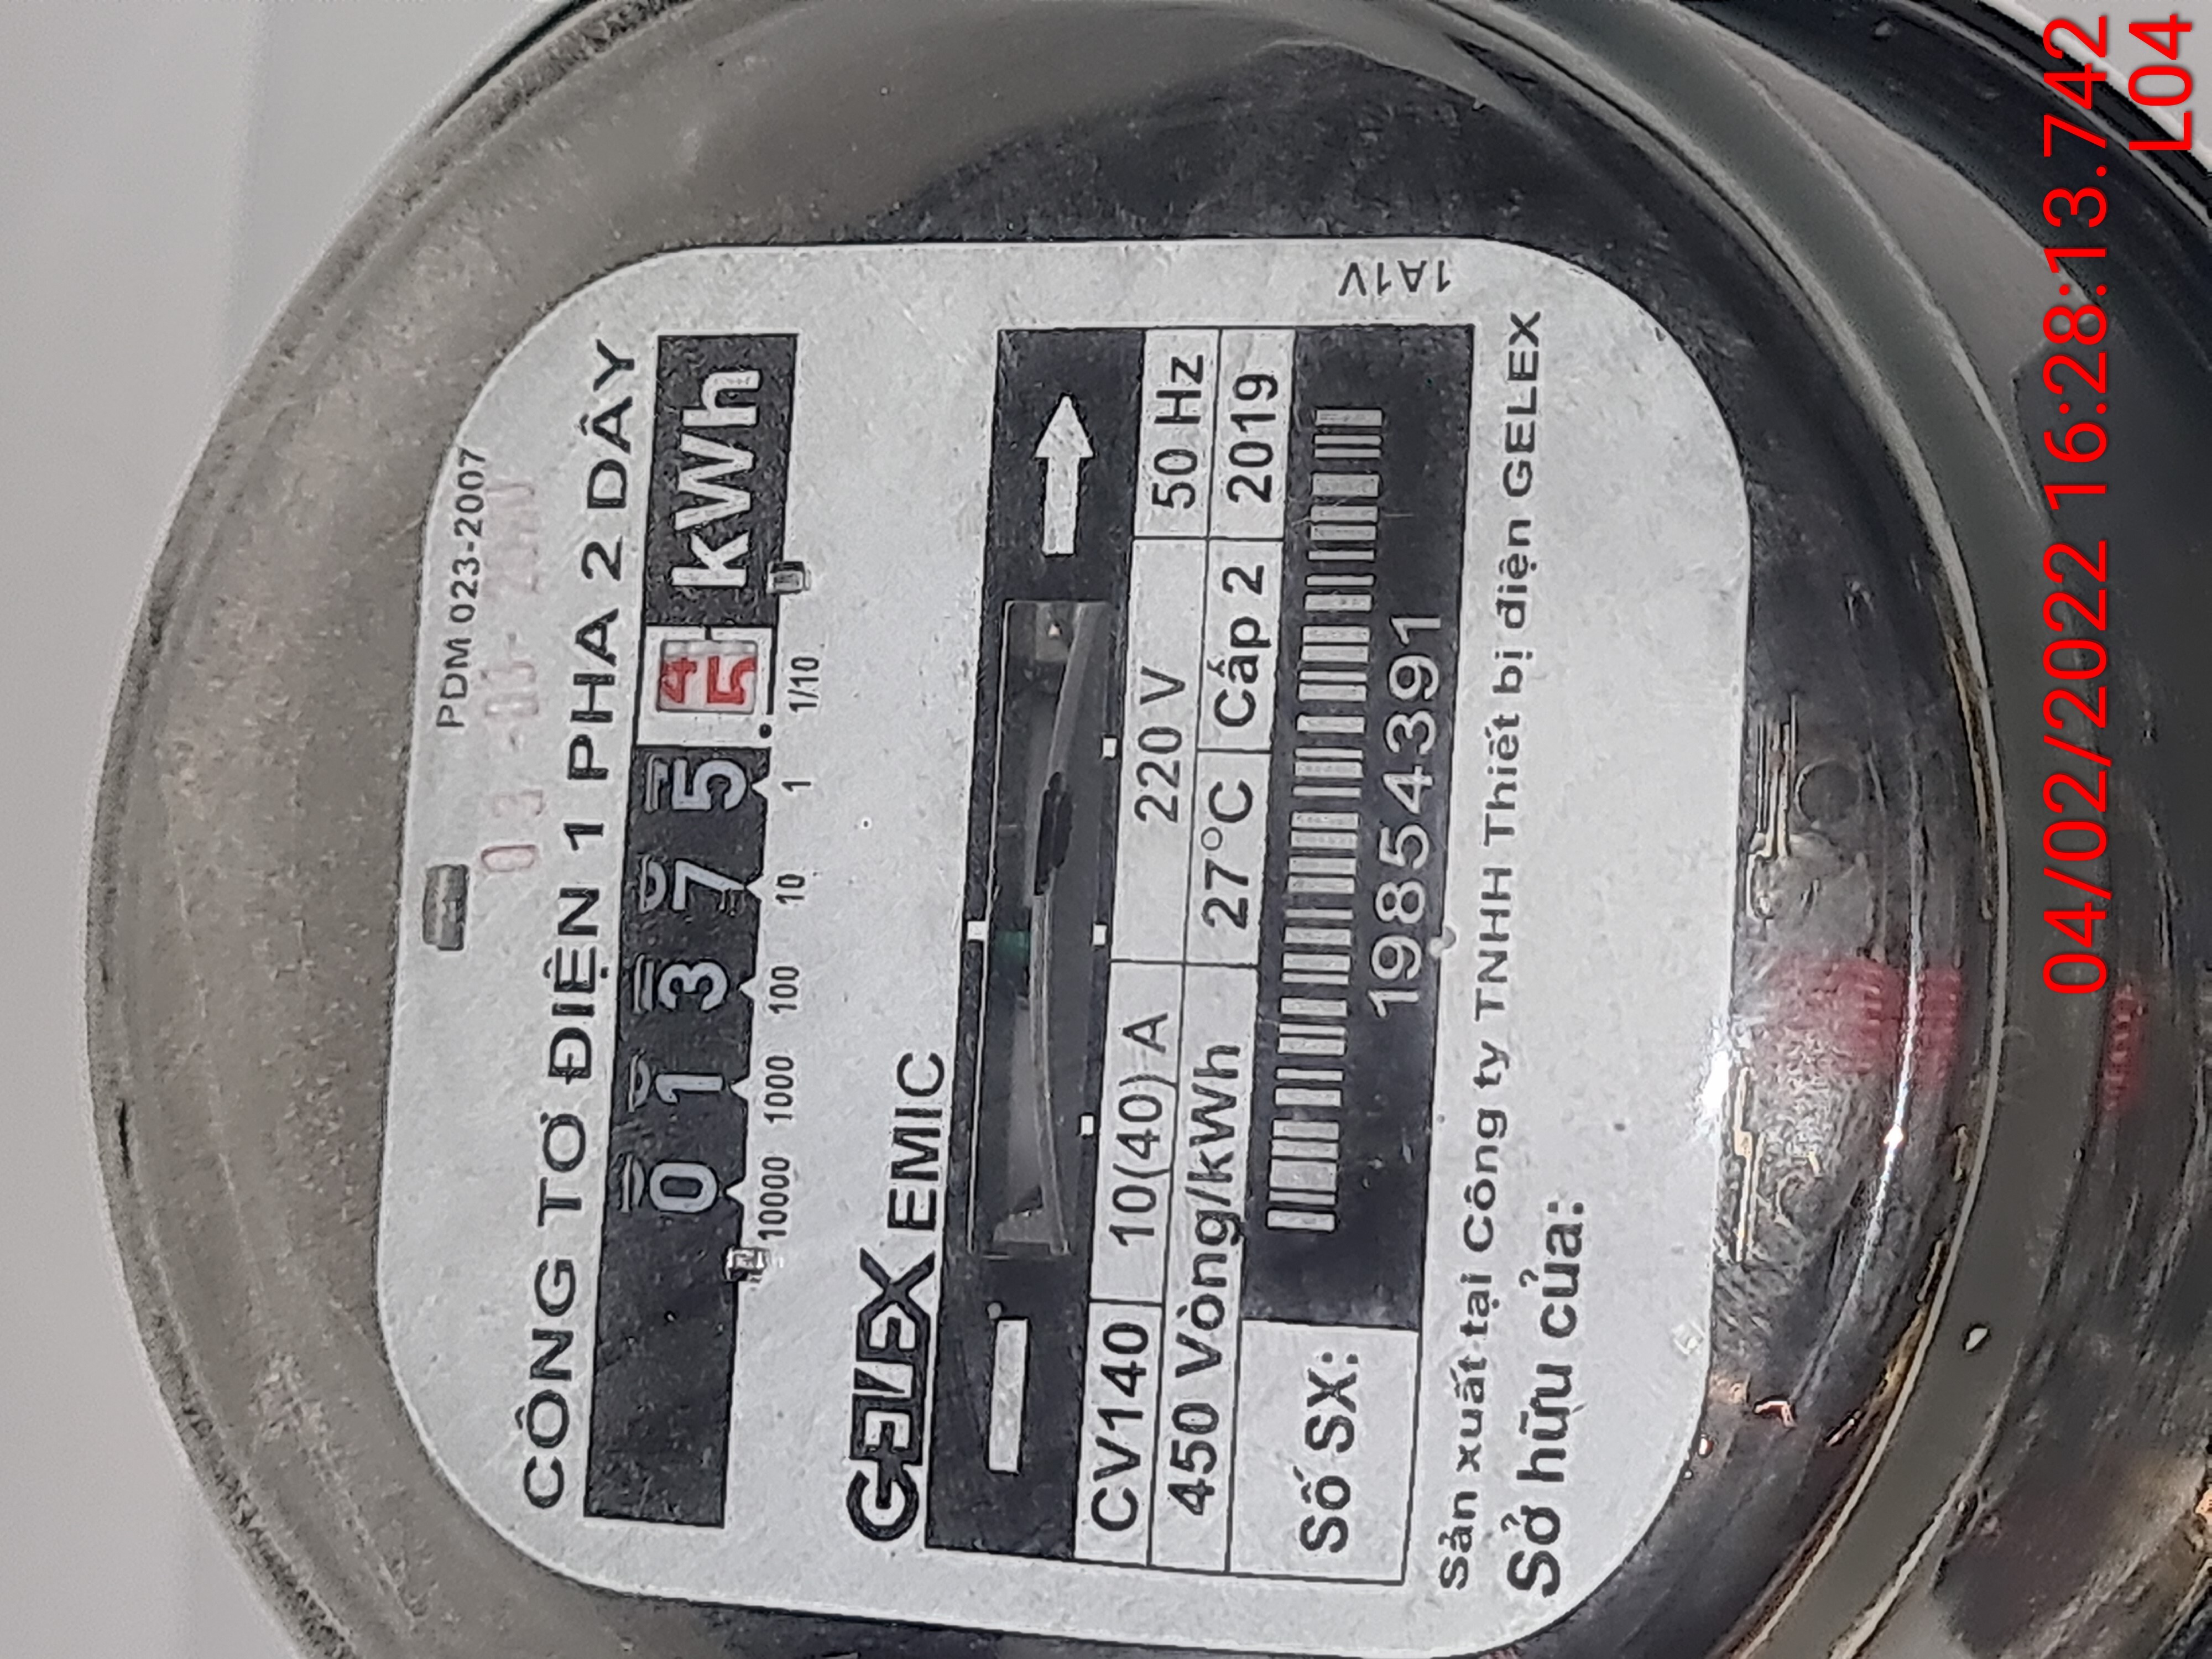 PDM 023-2007
CÔNG TƠ ĐIỆN 1 PHA 2 DÂY
0 1 3 7 5 4 5 kWh
10000 1000 100 10 1 1/10
GELEX EMIC
CV140 10(40) A 220 V 50 Hz
450 Vòng/kWh 27°C Cấp 2 2019
Số SX: 19854391
Sản xuất tại Công ty TNHH Thiết bị điện GELEX
Sở hữu của:
1A1V
04/02/2022 16:28:13.742
L04